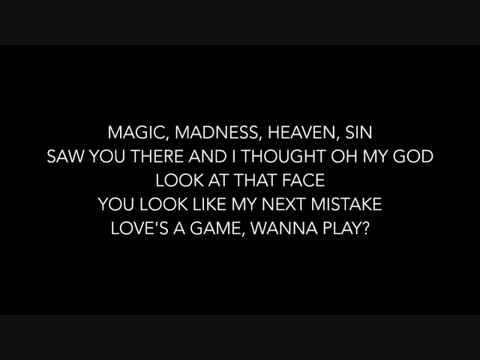 MAGIC, MADNESS, HEAVEN, SIN
SAW YOU THERE AND I THOUGHT OH MY GOD
LOOK AT THAT FACE
YOU LOOK LIKE MY NEXT MISTAKE
LOVE'S A GAME, WANNA PLAY?